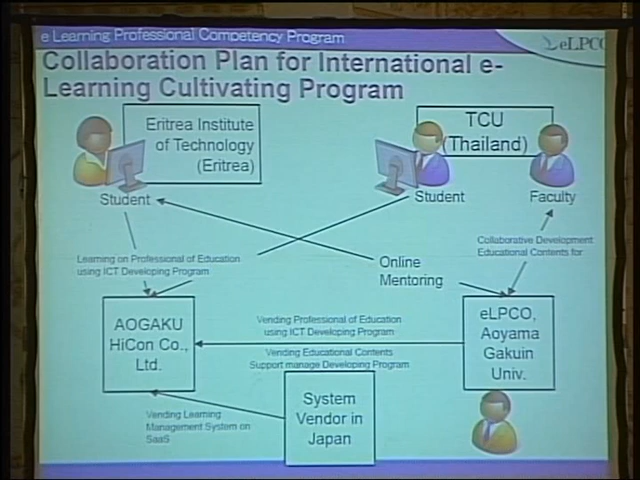 e Learning Professional Competency Program
eLPCO
Collaboration Plan for International e-
Learning Cultivating Program
Eritrea Institute
of Technology
(Eritrea)
TCU
(Thailand)
Student
Student
Faculty
Learning on Professional of Education
using ICT Developing Program
Online
Mentoring
Collaborative Development
Educational Contents for
AOGAKU
HiCon Co.,
Ltd.
Vending Professional of Education
using ICT Developing Program
Vending Educational Contents
Support manage Developing Program
eLPCO,
Aoyama
Gakuin
Univ.
Vending Learning
Management System on
SaaS
System
Vendor in
Japan